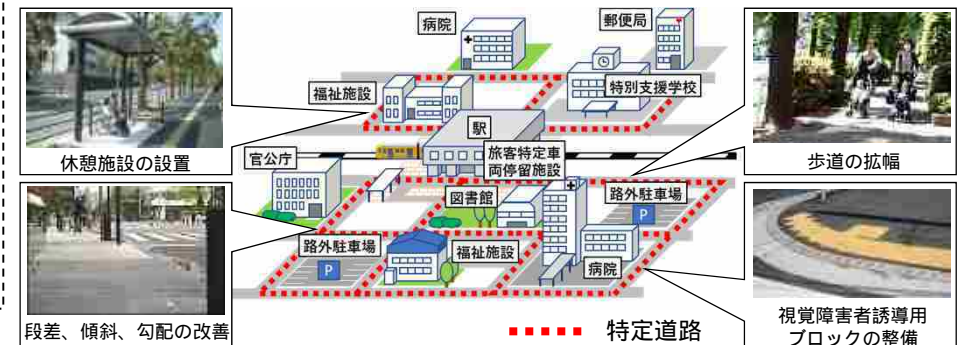 病院
郵便局
福祉施設
特別支援学校
駅
休憩施設の設置
官公庁
旅客特定車
両停留施設
歩道の拡幅
図書館
路外駐車場
P
路外駐車場
P
福祉施設
病院
段差、傾斜、勾配の改善
特定道路
視覚障害者誘導用
ブロックの整備